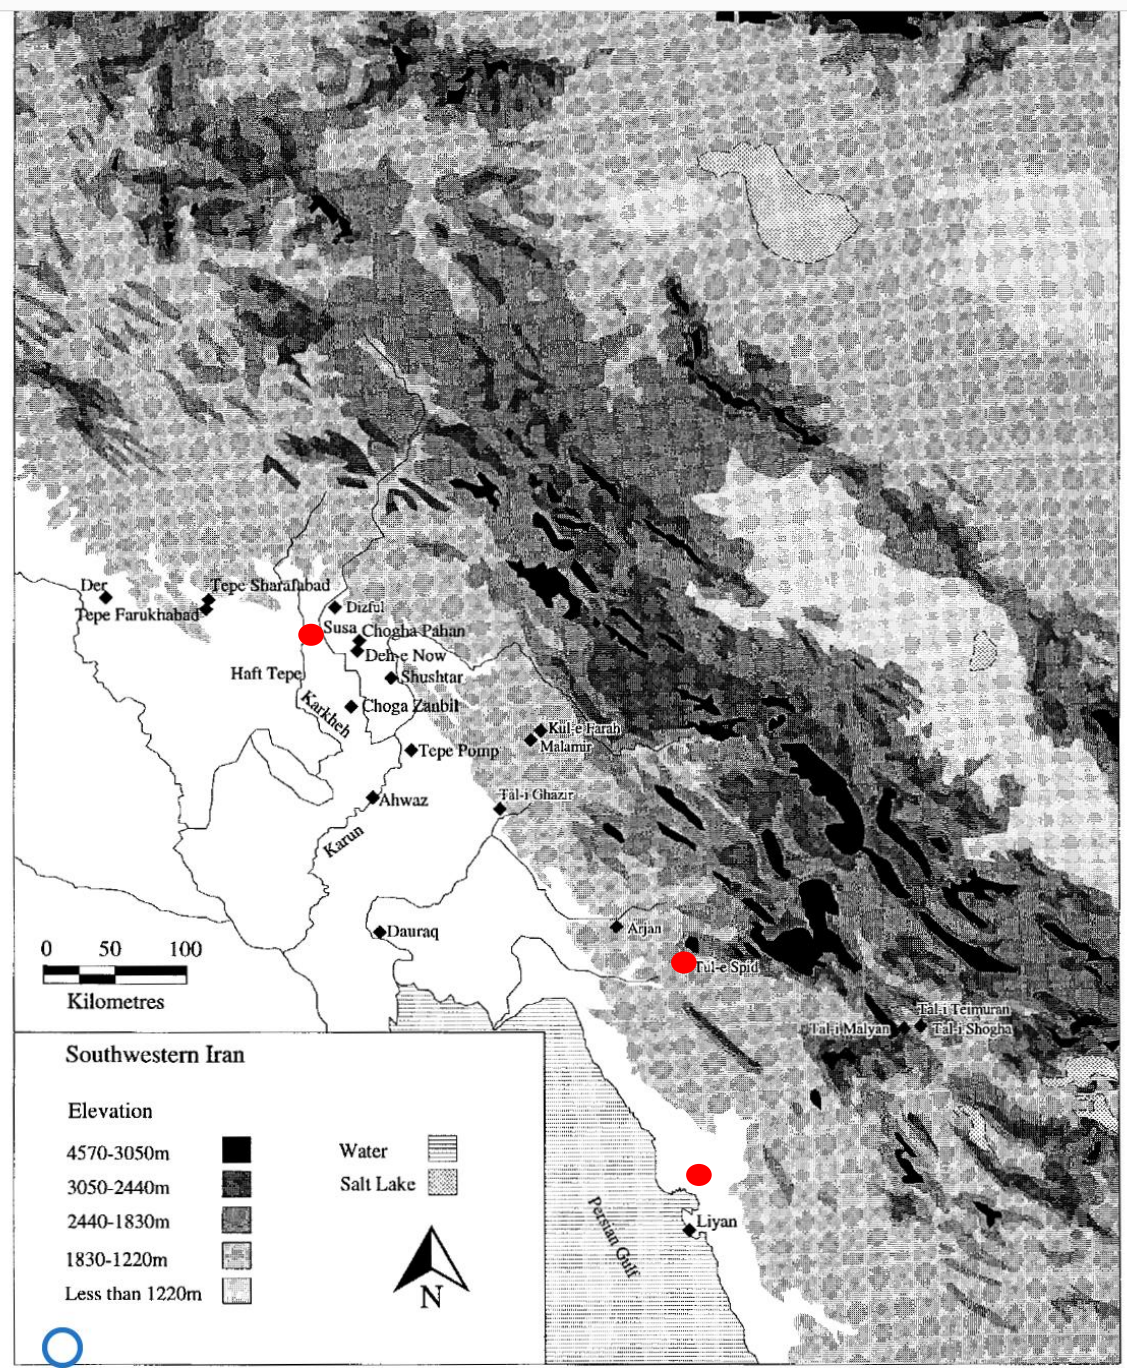 Der
Tepe Sharafabad
Tepe Farukhabad
Dizful
Susa
Chogha Pahan
Deh-e Now
Haft Tepe
Shushtar
Karkheh
Choga Zanbil
Kul-e Farah
Malamir
Tepe Pomp
Tal-i Ghazir
Ahwaz
Karun
Dauraq
Arjan
Tul-e Spid
0 50 100
Kilometres
Tal-i Teimuran
Tal-i Malyan
Tal-i Shogha
Southwestern Iran
Elevation
4570-3050m
3050-2440m
2440-1830m
1830-1220m
Less than 1220m
Water
Salt Lake
N
Persian Gulf
Liyan